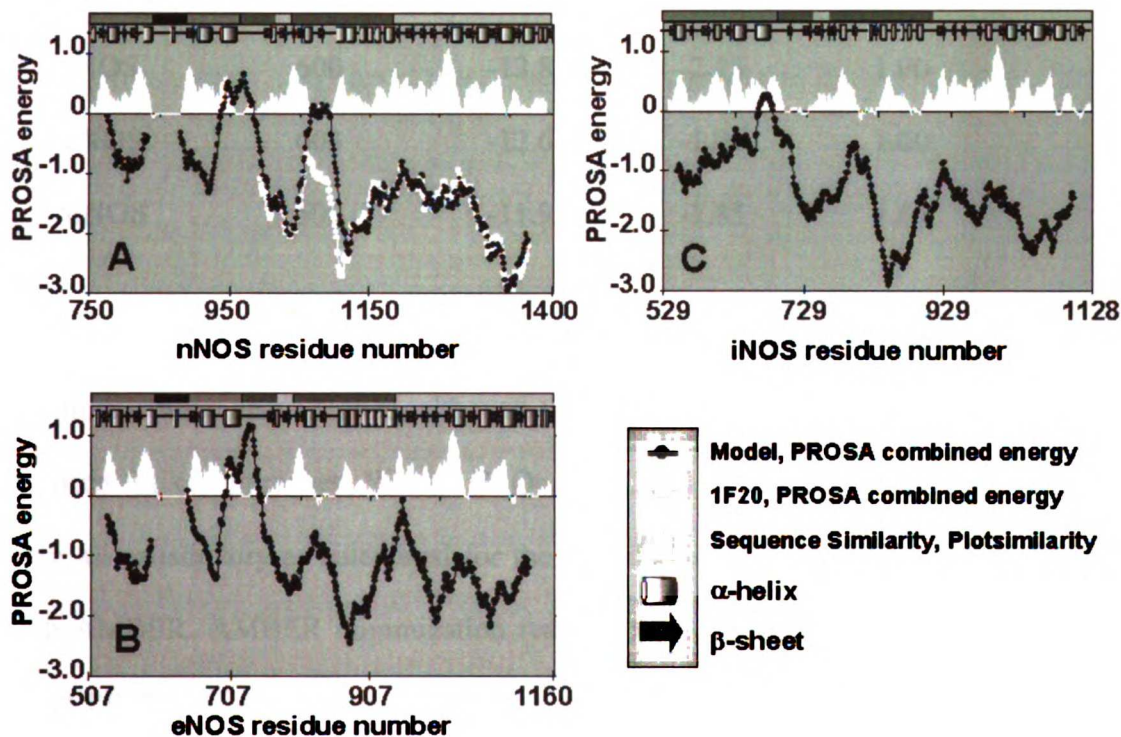 1.0
0
-1.0
-2.0
-3.0
PROSA energy
A
750 950 1150 1400
nNOS residue number
1.0
0
-1.0
-2.0
-3.0
PROSA energy
C
529 729 929 1128
iNOS residue number
1.0
0
-1.0
-2.0
-3.0
PROSA energy
B
507 707 907 1160
eNOS residue number
Model, PROSA combined energy
1F20, PROSA combined energy
Sequence Similarity, Plotsimilarity
α-helix
β-sheet